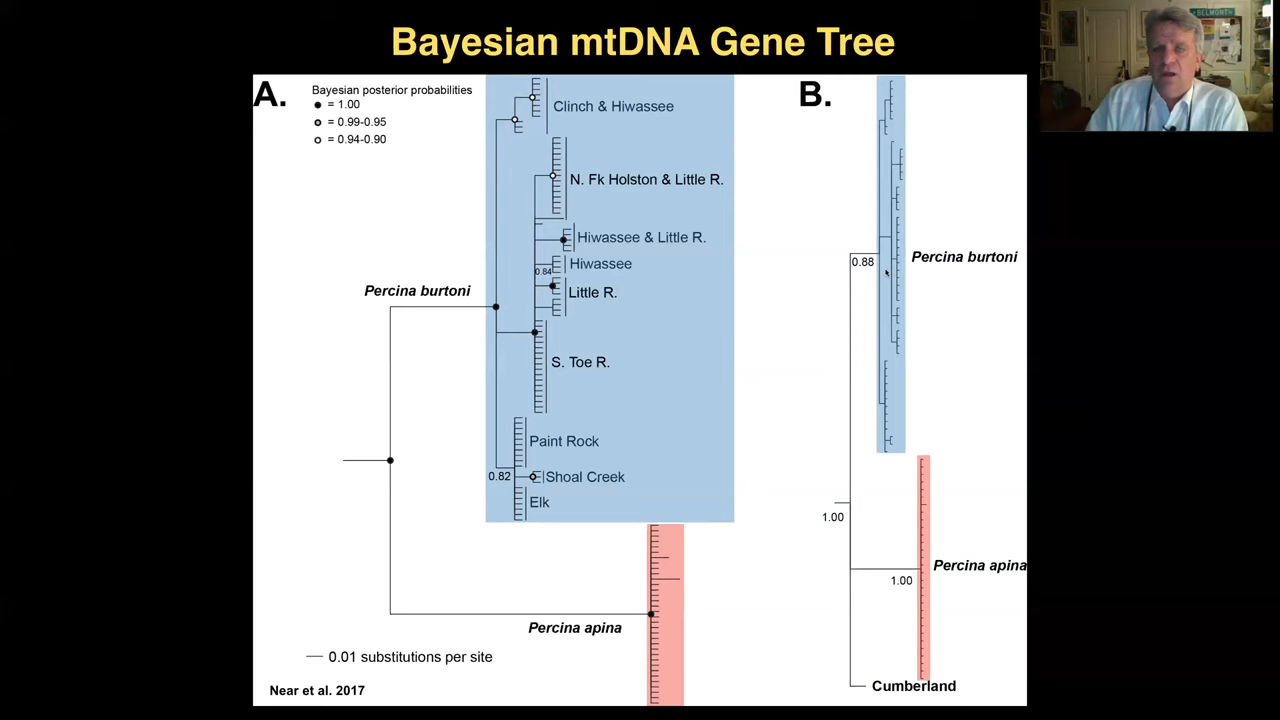 Bayesian mtDNA Gene Tree
BELMONT
A.
Bayesian posterior probabilities
= 1.00
= 0.99-0.95
= 0.94-0.90
Clinch & Hiwassee
N. Fk Holston & Little R.
Hiwassee & Little R.
0.84
Hiwassee
Percina burtoni
Little R.
S. Toe R.
Paint Rock
0.82
Shoal Creek
Elk
Percina apina
0.01 substitutions per site
Near et al. 2017
B.
Percina burtoni
0.88
1.00
Percina apina
1.00
Cumberland